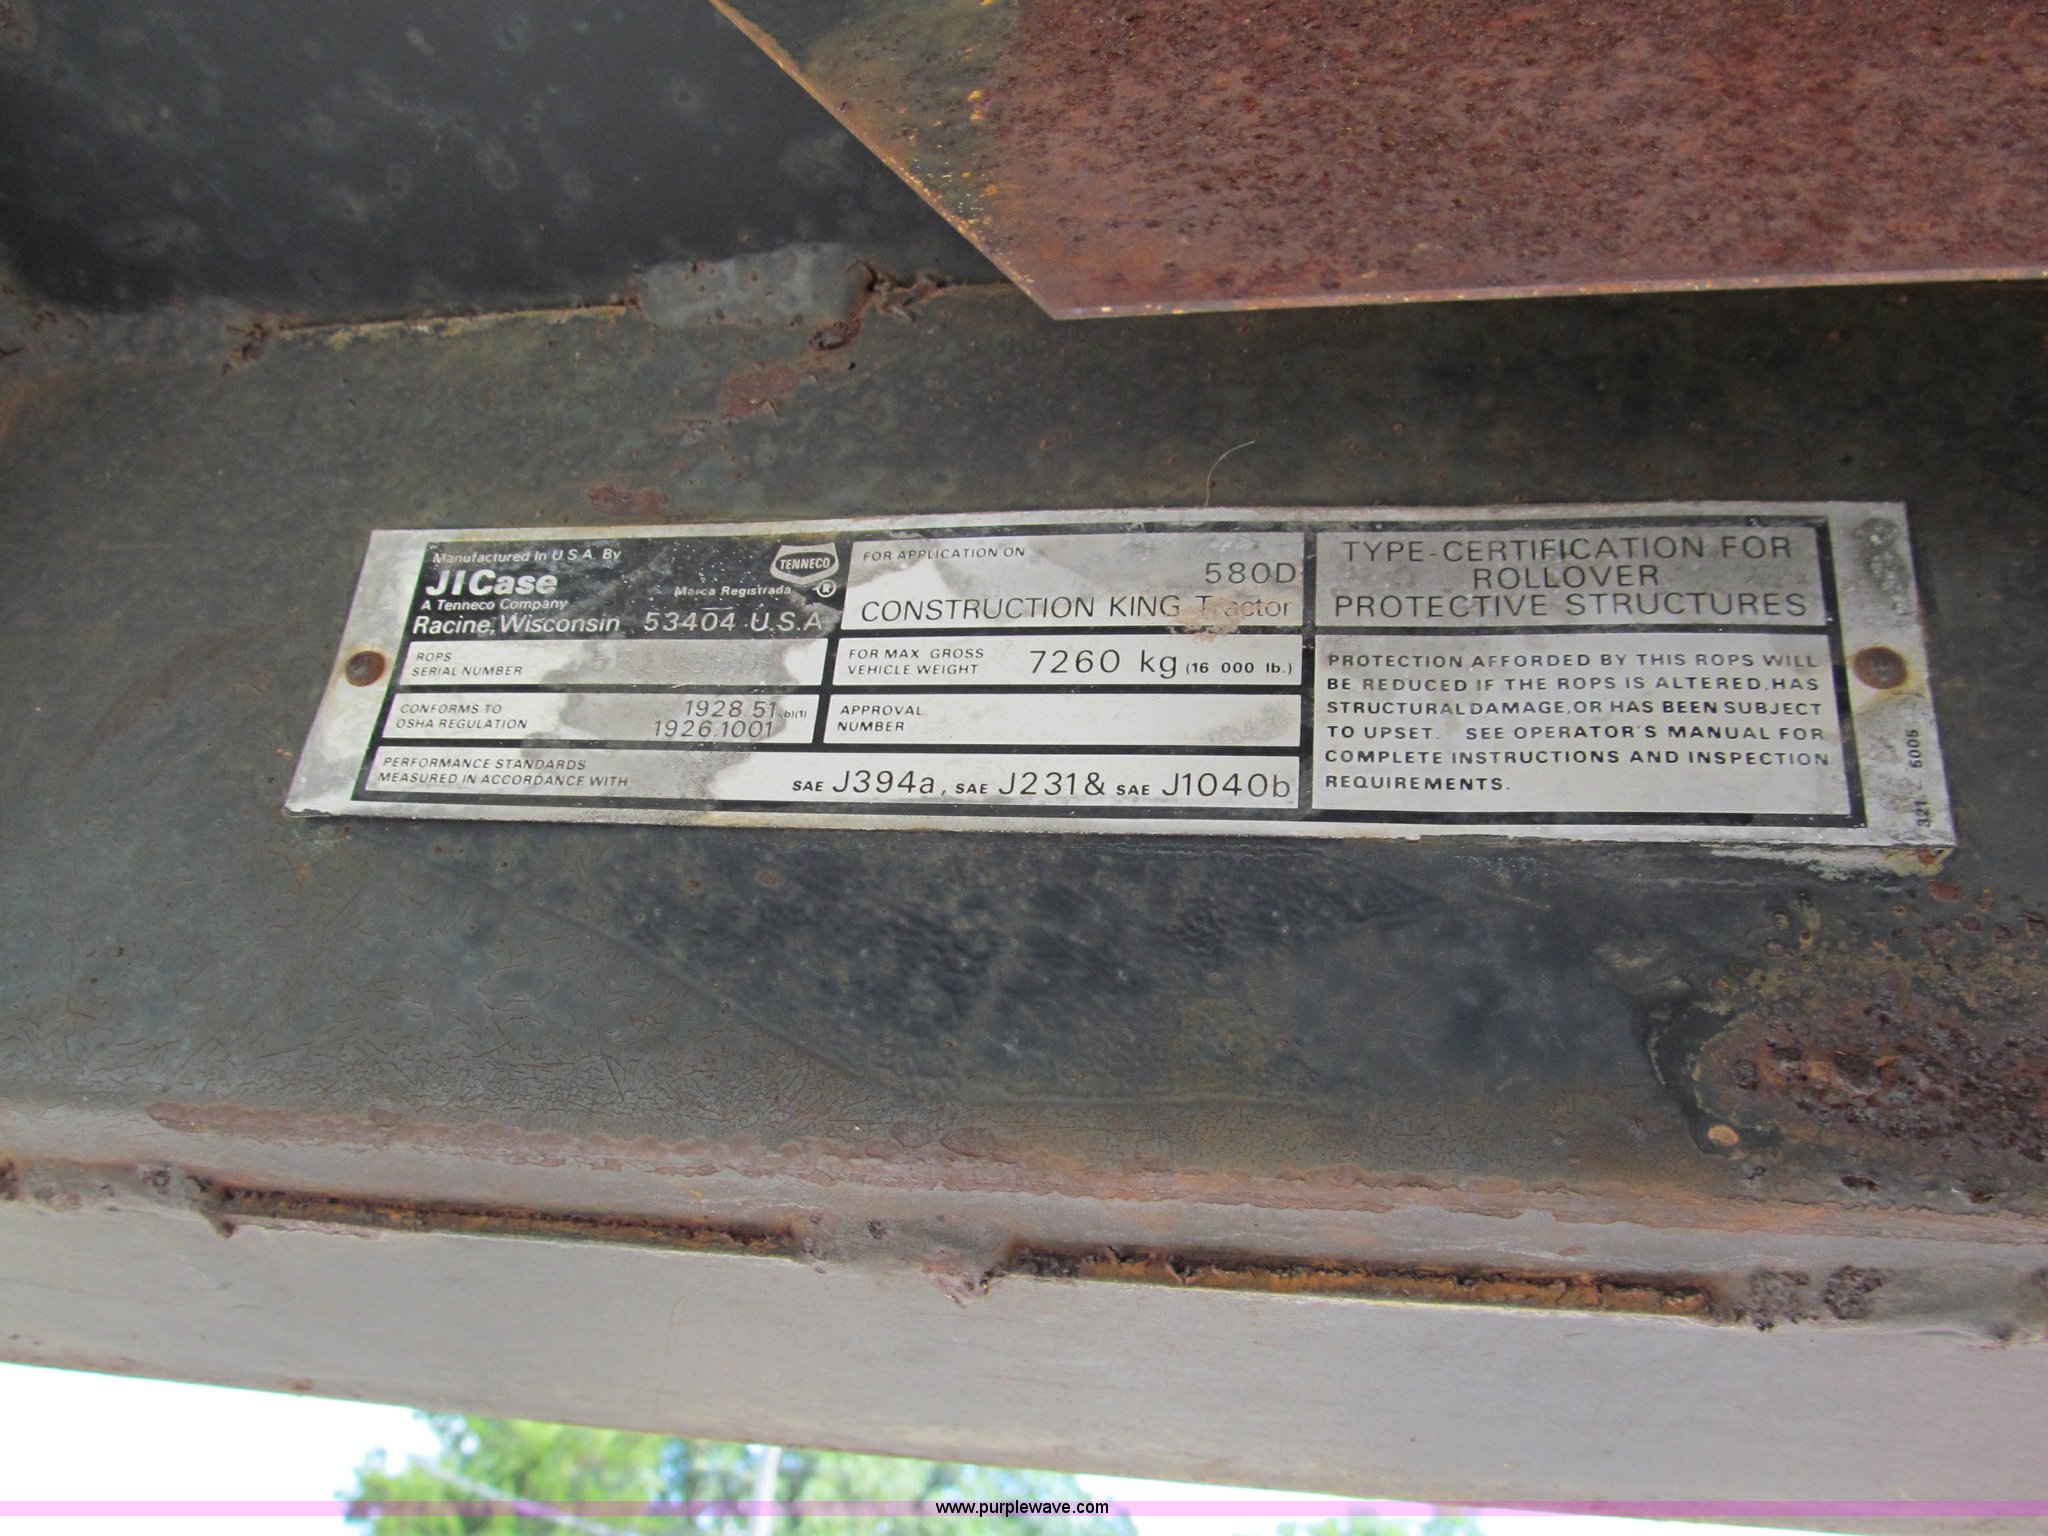 Manufactured In U.S.A. By
JI Case
A Tenneco Company
Racine, Wisconsin 53404 U.S.A
TENNECO
Marca Registrada ®
ROPS
SERIAL NUMBER
CONFORMS TO
OSHA REGULATION
1928.51 (b)(1)
1926.1001
PERFORMANCE STANDARDS
MEASURED IN ACCORDANCE WITH
SAE J394a, SAE J231 & SAE J1040b
FOR APPLICATION ON
580D
CONSTRUCTION KING Tractor
FOR MAX GROSS
VEHICLE WEIGHT
7260 kg (16 000 lb.)
APPROVAL
NUMBER
TYPE-CERTIFICATION FOR
ROLLOVER
PROTECTIVE STRUCTURES
PROTECTION AFFORDED BY THIS ROPS WILL
BE REDUCED IF THE ROPS IS ALTERED, HAS
STRUCTURAL DAMAGE, OR HAS BEEN SUBJECT
TO UPSET. SEE OPERATOR'S MANUAL FOR
COMPLETE INSTRUCTIONS AND INSPECTION
REQUIREMENTS.
321 - 5005
www.purplewave.com